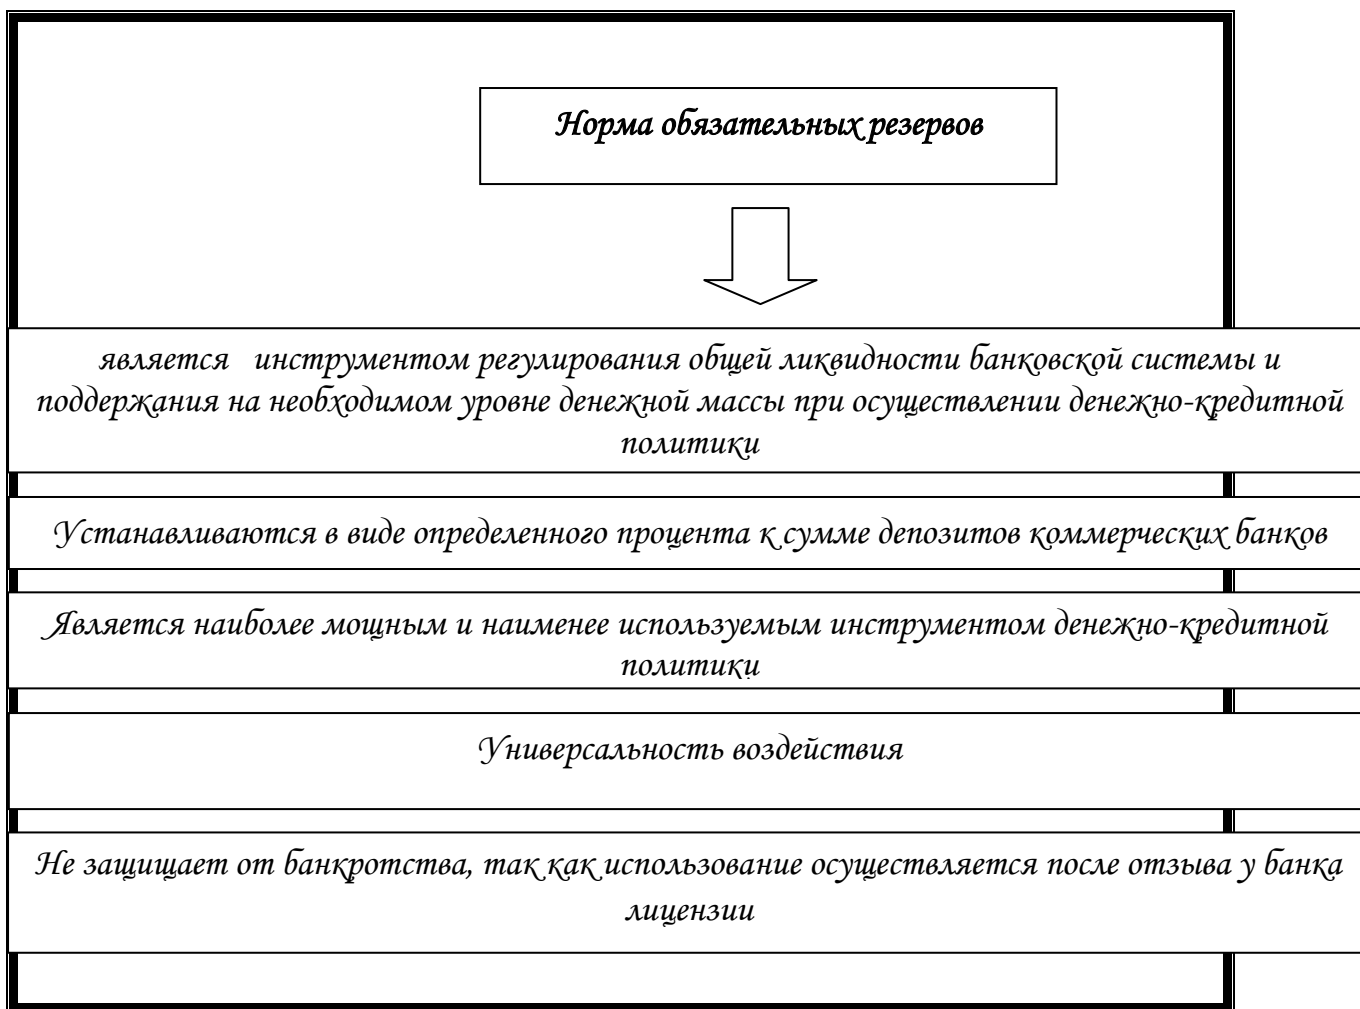 Норма обязательных резервов
является инструментом регулирования общей ликвидности банковской системы и
поддержания на необходимом уровне денежной массы при осуществлении денежно-кредитной
политики
Устанавливаются в виде определенного процента к сумме депозитов коммерческих банков
Является наиболее мощным и наименее используемым инструментом денежно-кредитной
политики
Универсальность воздействия
Не защищает от банкротства, так как использование осуществляется после отзыва у банка
лицензии